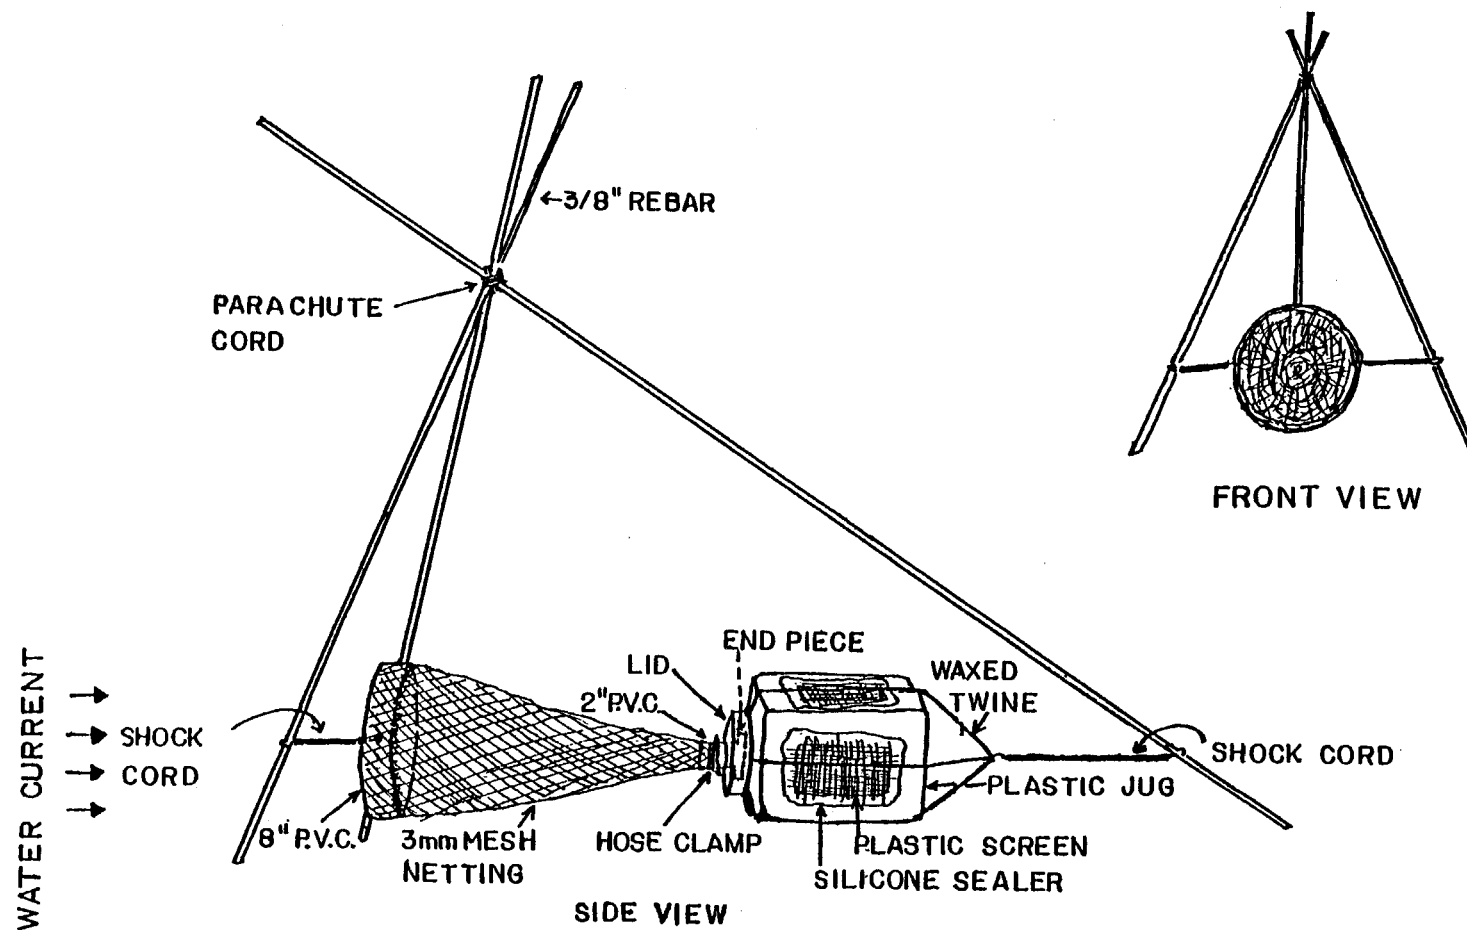 3/8" REBAR
PARACHUTE
CORD
FRONT VIEW
END PIECE
LID
2" P.V.C.
WAXED
TWINE
WATER CURRENT
SHOCK
CORD
SHOCK CORD
PLASTIC JUG
8" P.V.C.
3mm MESH
NETTING
HOSE CLAMP
PLASTIC SCREEN
SILICONE SEALER
SIDE VIEW